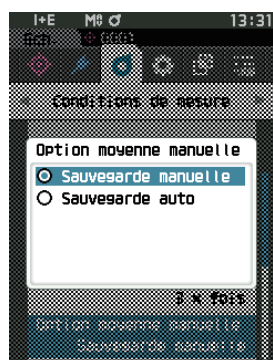 I+E M0 13:31
Conditions de mesure
Option moyenne manuelle
Sauvegarde manuelle
Sauvegarde auto
3 x fois
Option moyenne manuelle
Sauvegarde manuelle